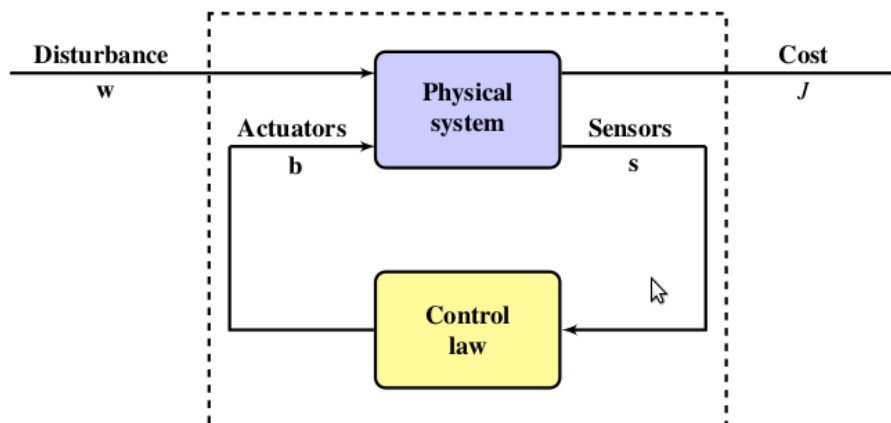 Disturbance
w
Physical
system
Cost
J
Actuators
b
Sensors
s
Control
law